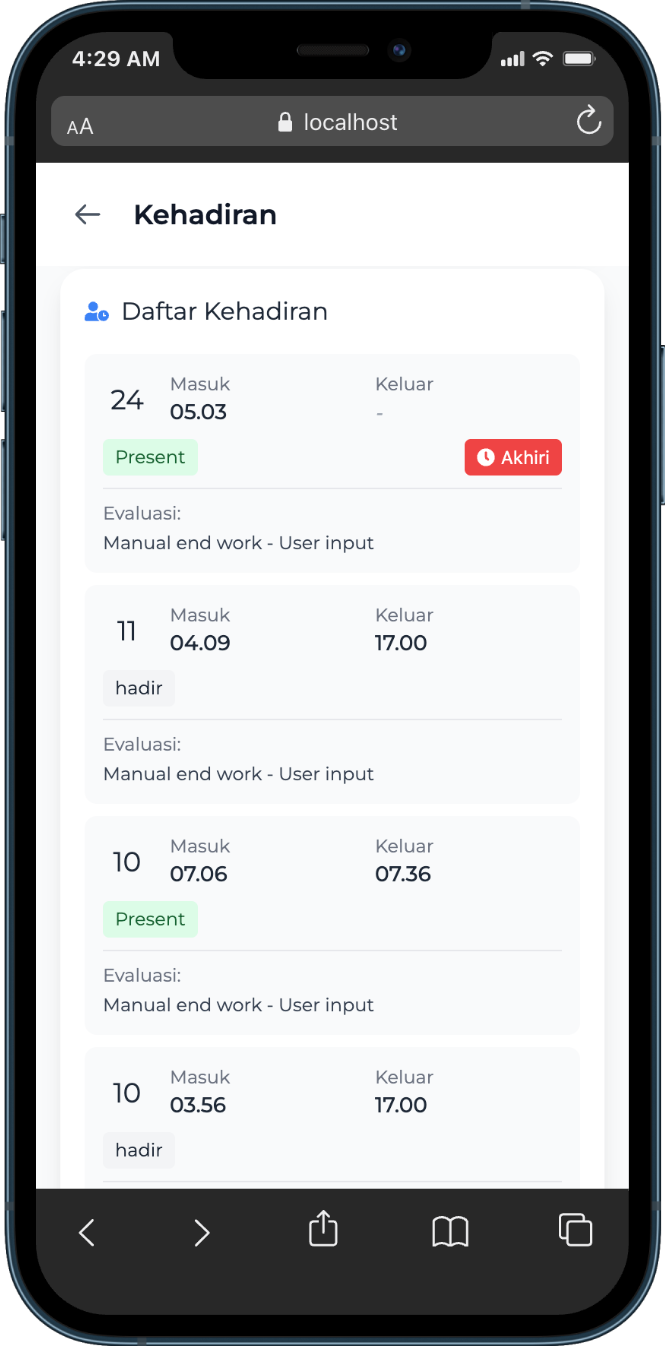 4:29 AM
AA localhost
Kehadiran
Daftar Kehadiran
24 Masuk Keluar
05.03 -
Present Akhiri
Evaluasi:
Manual end work - User input
11 Masuk Keluar
04.09 17.00
hadir
Evaluasi:
Manual end work - User input
10 Masuk Keluar
07.06 07.36
Present
Evaluasi:
Manual end work - User input
10 Masuk Keluar
03.56 17.00
hadir